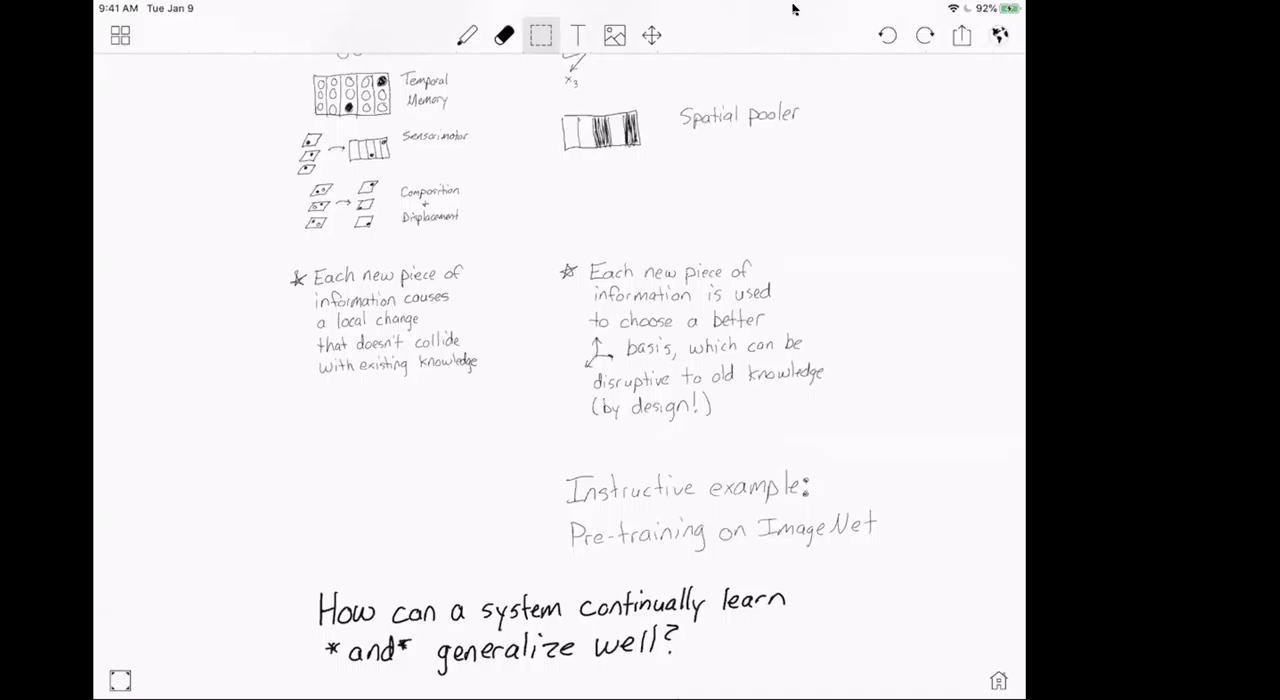 9:41 AM Tue Jan 9
92%
T
Temporal
Memory
Sensorimotor
Composition
+
Displacement
* Each new piece of
information causes
a local change
that doesn't collide
with existing knowledge
x₃
Spatial pooler
* Each new piece of
information is used
to choose a better
basis, which can be
disruptive to old knowledge
(by design!)
Instructive example:
Pre-training on ImageNet
How can a system continually learn
*and* generalize well?